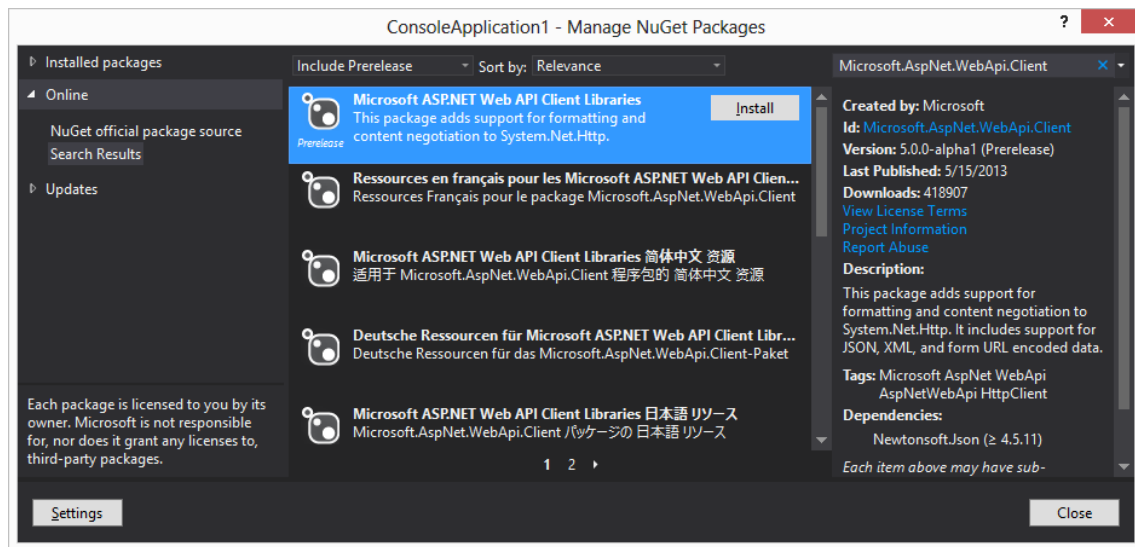 ConsoleApplication1 - Manage NuGet Packages
?
×
Installed packages
Online
NuGet official package source
Search Results
Updates
Each package is licensed to you by its
owner. Microsoft is not responsible
for, nor does it grant any licenses to,
third-party packages.
Include Prerelease
Sort by: Relevance
Microsoft ASP.NET Web API Client Libraries
This package adds support for formatting and
content negotiation to System.Net.Http.
Prerelease
Install
Ressources en français pour les Microsoft ASP.NET Web API Clien...
Ressources Français pour le package Microsoft.AspNet.WebApi.Client
Microsoft ASP.NET Web API Client Libraries 简体中文 资源
适用于 Microsoft.AspNet.WebApi.Client 程序包的 简体中文 资源
Deutsche Ressourcen für Microsoft ASP.NET Web API Client Libr...
Deutsche Ressourcen für das Microsoft.AspNet.WebApi.Client-Paket
Microsoft ASP.NET Web API Client Libraries 日本語 リソース
Microsoft.AspNet.WebApi.Client パッケージの 日本語 リソース
1 2
Microsoft.AspNet.WebApi.Client
Created by: Microsoft
Id: Microsoft.AspNet.WebApi.Client
Version: 5.0.0-alpha1 (Prerelease)
Last Published: 5/15/2013
Downloads: 418907
View License Terms
Project Information
Report Abuse
Description:
This package adds support for
formatting and content negotiation to
System.Net.Http. It includes support for
JSON, XML, and form URL encoded data.
Tags: Microsoft AspNet WebApi
AspNetWebApi HttpClient
Dependencies:
Newtonsoft.Json (≥ 4.5.11)
Each item above may have sub-
Settings
Close